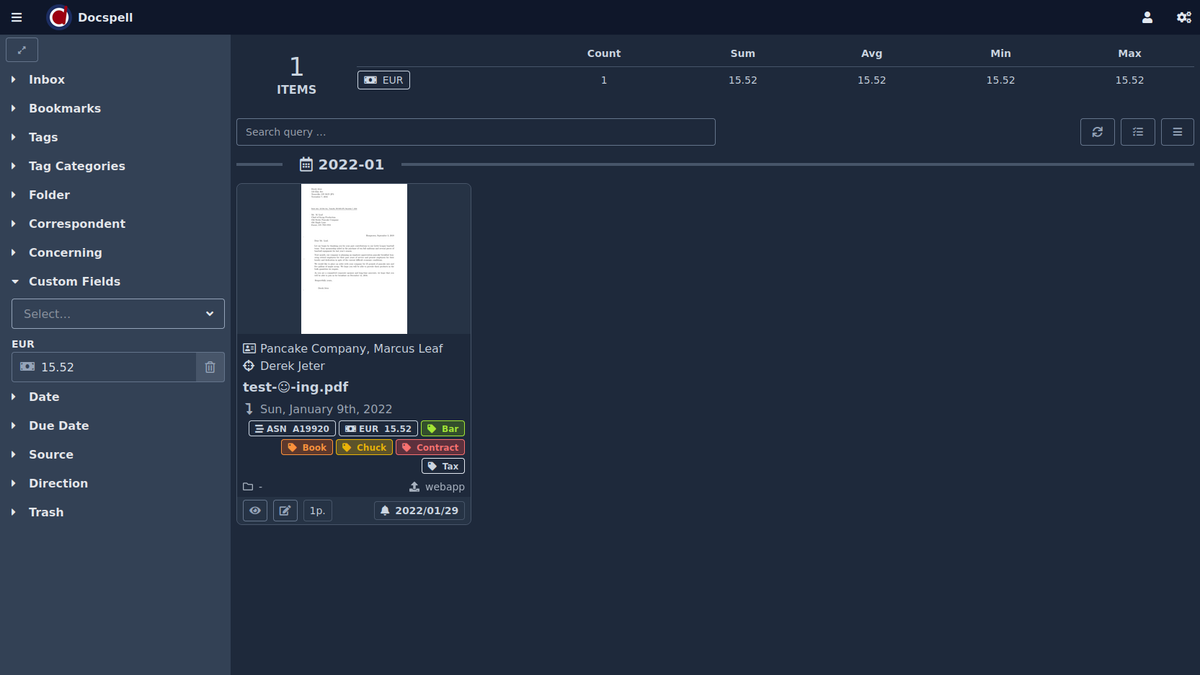 Docspell
Inbox
Bookmarks
Tags
Tag Categories
Folder
Correspondent
Concerning
Custom Fields
Select...
EUR
15.52
Date
Due Date
Source
Direction
Trash
1
ITEMS
Count Sum Avg Min Max
EUR 1 15.52 15.52 15.52 15.52
Search query …
2022-01
Pancake Company, Marcus Leaf
Derek Jeter
test-☺-ing.pdf
Sun, January 9th, 2022
ASN A19920 EUR 15.52 Bar
Book Chuck Contract
Tax
- webapp
1p. 2022/01/29